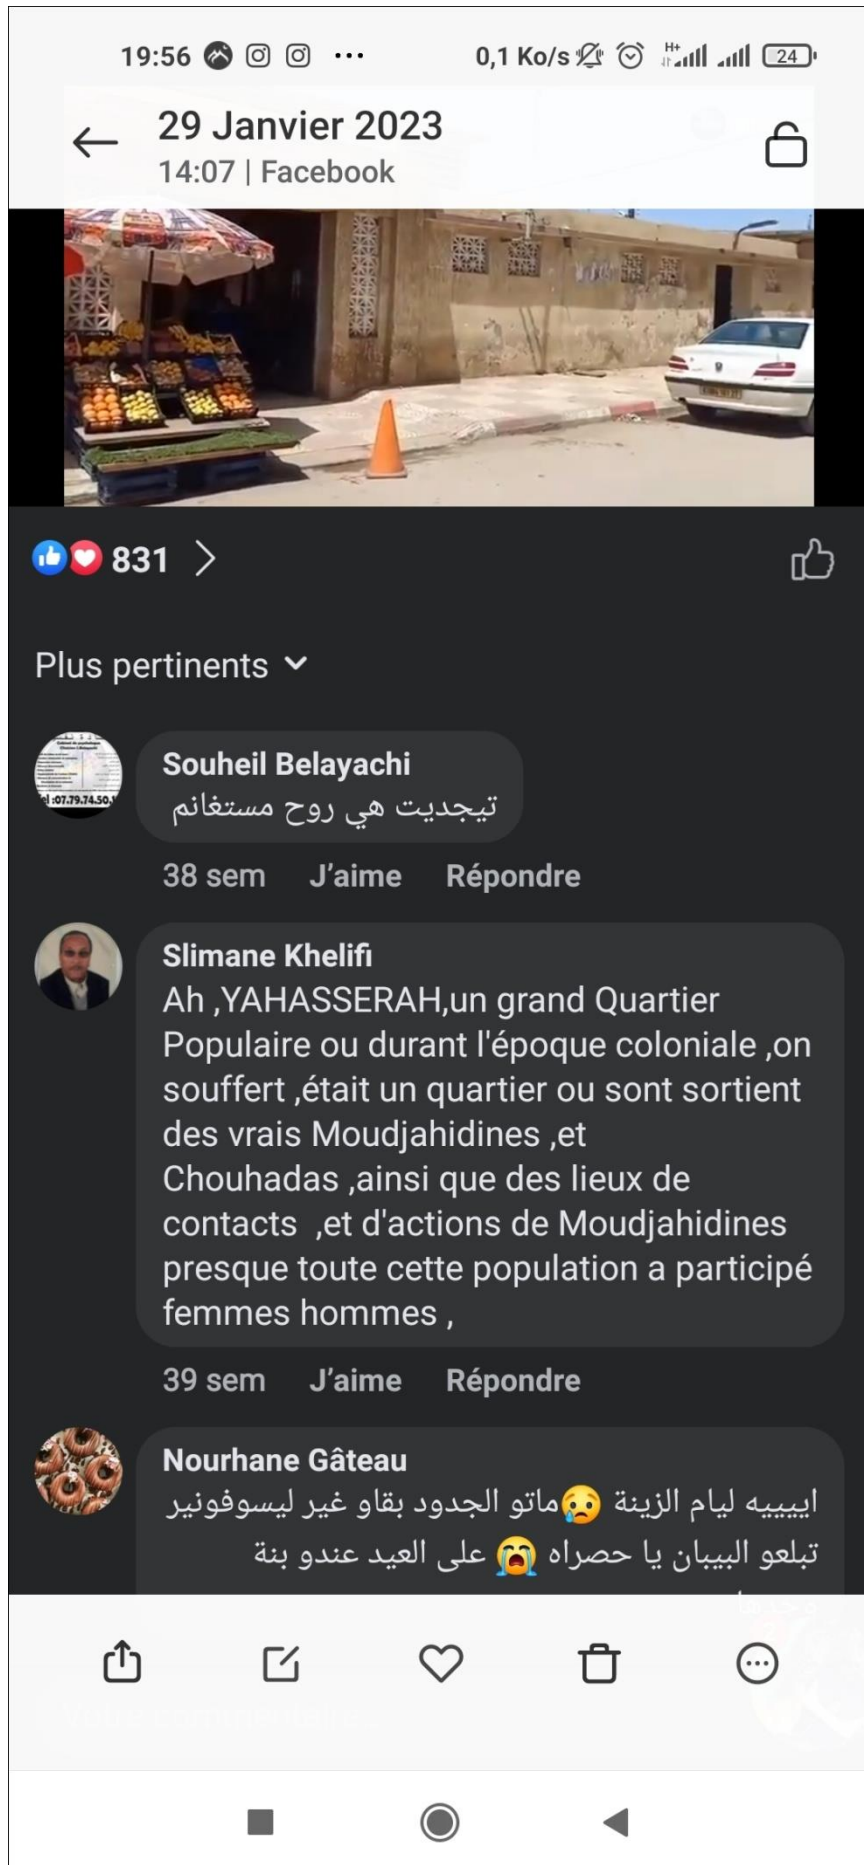 19:56 ...
0,1 Ko/s H+ 24
29 Janvier 2023
14:07 | Facebook
831
Plus pertinents
Souheil Belayachi
تيجديت هي روح مستغانم
38 sem J'aime Répondre
Slimane Khelifi
Ah ,YAHASSERAH,un grand Quartier
Populaire ou durant l'époque coloniale ,on
souffert ,était un quartier ou sont sortient
des vrais Moudjahidines ,et
Chouhadas ,ainsi que des lieux de
contacts ,et d'actions de Moudjahidines
presque toute cette population a participé
femmes hommes ,
39 sem J'aime Répondre
Nourhane Gâteau
اييييه ليام الزينة 😢ماتو الجدود بقاو غير ليسوفونير
تبلعو البيبان يا حصراه 😭 على العيد عندو بنة